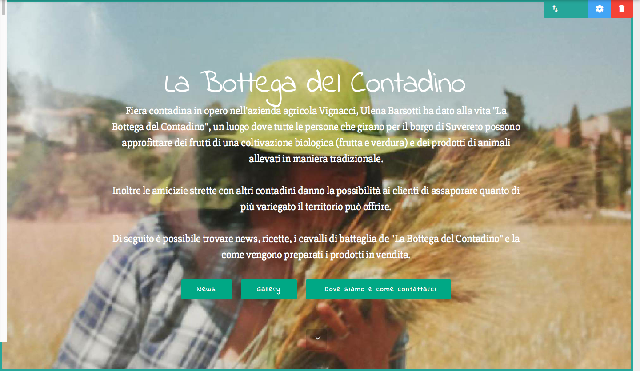 La Bottega del Contadino
Fiera contadina in opero nell'azienda agricola Vignacci, Ulena Barsotti ha dato alla vita "La
Bottega del Contadino", un luogo dove tutte le persone che girano per il borgo di Suvereto possono
approfittare dei frutti di una coltivazione biologica (frutta e verdura) e dei prodotti di animali
allevati in maniera tradizionale.
Inoltre le amicizie strette con altri contadini danno la possibilità ai clienti di assaporare quanto di
più variegato il territorio può offrire.
Di seguito è possibile trovare news, ricette, i cavalli di battaglia de "La Bottega del Contadino" e la
come vengono preparati i prodotti in vendita.
News
Gallery
Dove siamo e come contattarci